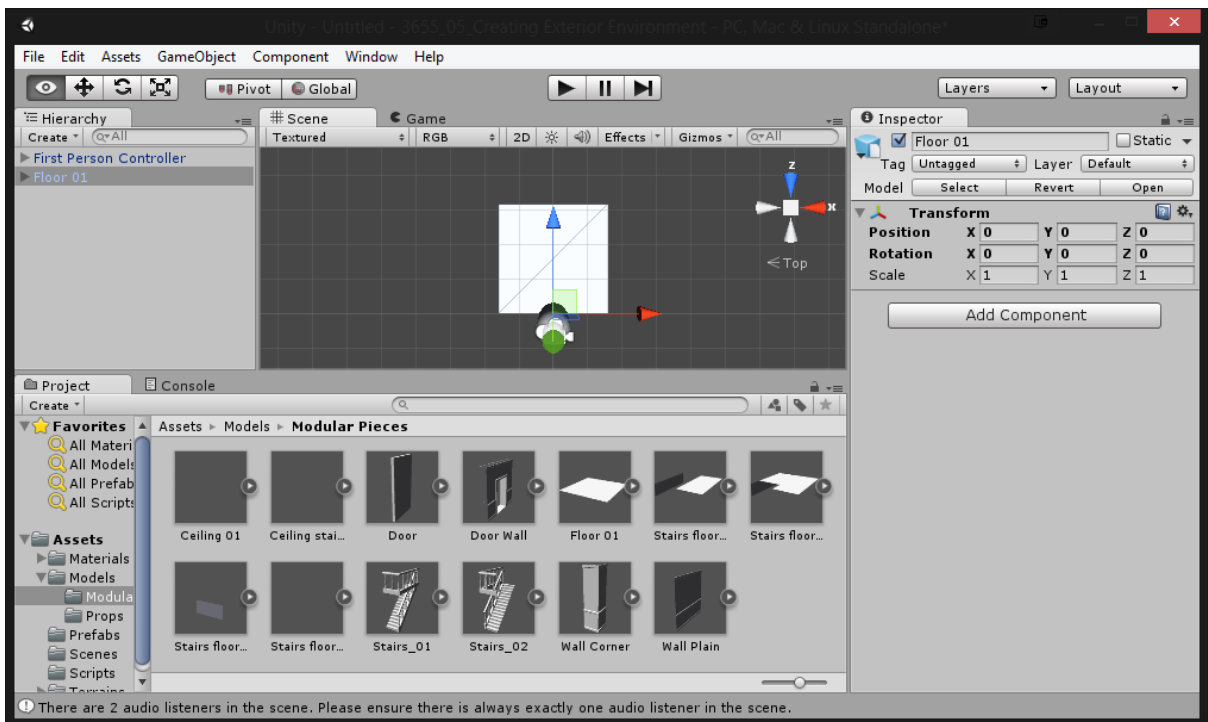 Unity - Untitled - 3655_05_Creating Exterior Environment - PC, Mac & Linux Standalone*
File Edit Assets GameObject Component Window Help
Pivot Global Layers Layout
Hierarchy
Create All
First Person Controller
Floor 01
Scene Game
Textured RGB 2D Effects Gizmos All
z
x
Top
Inspector
Floor 01 Static
Tag Untagged Layer Default
Model Select Revert Open
Transform
Position X 0 Y 0 Z 0
Rotation X 0 Y 0 Z 0
Scale X 1 Y 1 Z 1
Add Component
Project Console
Create
Favorites
All Materi
All Models
All Prefab
All Scripts
Assets
Materials
Models
Modula
Props
Prefabs
Scenes
Scripts
Terrains
Assets Models Modular Pieces
Ceiling 01 Ceiling stai... Door Door Wall Floor 01 Stairs floor... Stairs floor...
Stairs floor... Stairs floor... Stairs_01 Stairs_02 Wall Corner Wall Plain
There are 2 audio listeners in the scene. Please ensure there is always exactly one audio listener in the scene.